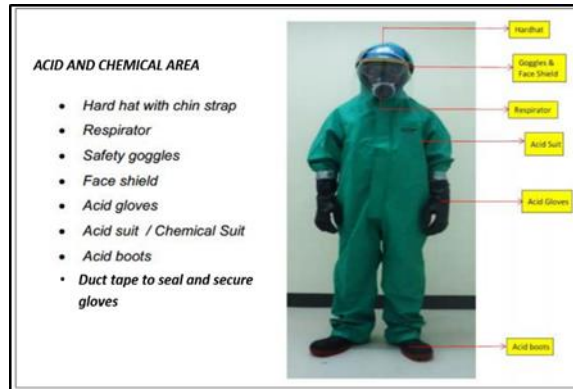 Hardhat
ACID AND CHEMICAL AREA
Goggles &
Face Shield
• Hard hat with chin strap
• Respirator
Respirator
• Safety goggles
Acid Suit
• Face shield
• Acid gloves
Acid Gloves
• Acid suit / Chemical Suit
• Acid boots
• Duct tape to seal and secure
gloves
Acid boots